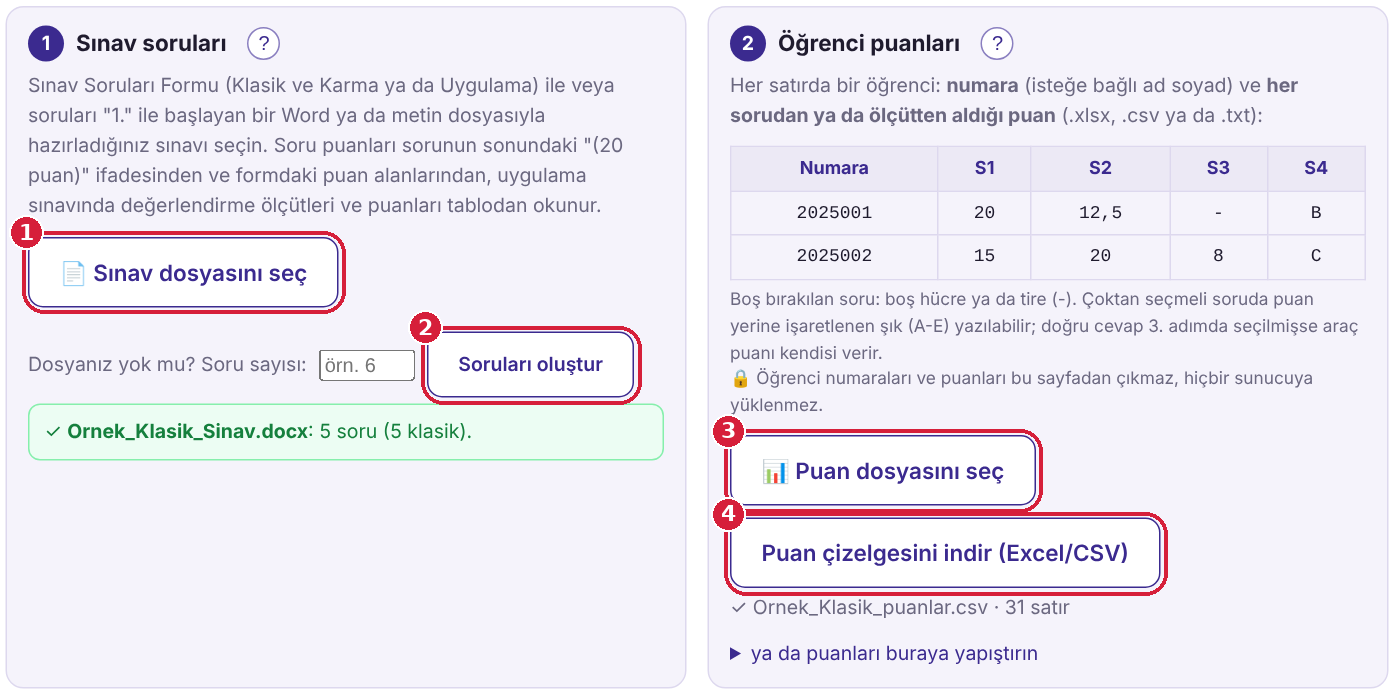 1 Sınav soruları ?
Sınav Soruları Formu (Klasik ve Karma ya da Uygulama) ile veya
soruları "1." ile başlayan bir Word ya da metin dosyasıyla
hazırladığınız sınavı seçin. Soru puanları sorunun sonundaki "(20
puan)" ifadesinden ve formdaki puan alanlarından, uygulama
sınavında değerlendirme ölçütleri ve puanları tablodan okunur.
1
📄 Sınav dosyasını seç
2
Dosyanız yok mu? Soru sayısı: örn. 6 Soruları oluştur
✓ Ornek_Klasik_Sinav.docx: 5 soru (5 klasik).
2 Öğrenci puanları ?
Her satırda bir öğrenci: numara (isteğe bağlı ad soyad) ve her
sorudan ya da ölçütten aldığı puan (.xlsx, .csv ya da .txt):
Numara S1 S2 S3 S4
2025001 20 12,5 - B
2025002 15 20 8 C
Boş bırakılan soru: boş hücre ya da tire (-). Çoktan seçmeli soruda puan
yerine işaretlenen şık (A-E) yazılabilir; doğru cevap 3. adımda seçilmişse araç
puanı kendisi verir.
🔒 Öğrenci numaraları ve puanları bu sayfadan çıkmaz, hiçbir sunucuya
yüklenmez.
3
📊 Puan dosyasını seç
4
Puan çizelgesini indir (Excel/CSV)
✓ Ornek_Klasik_puanlar.csv · 31 satır
▶ ya da puanları buraya yapıştırın